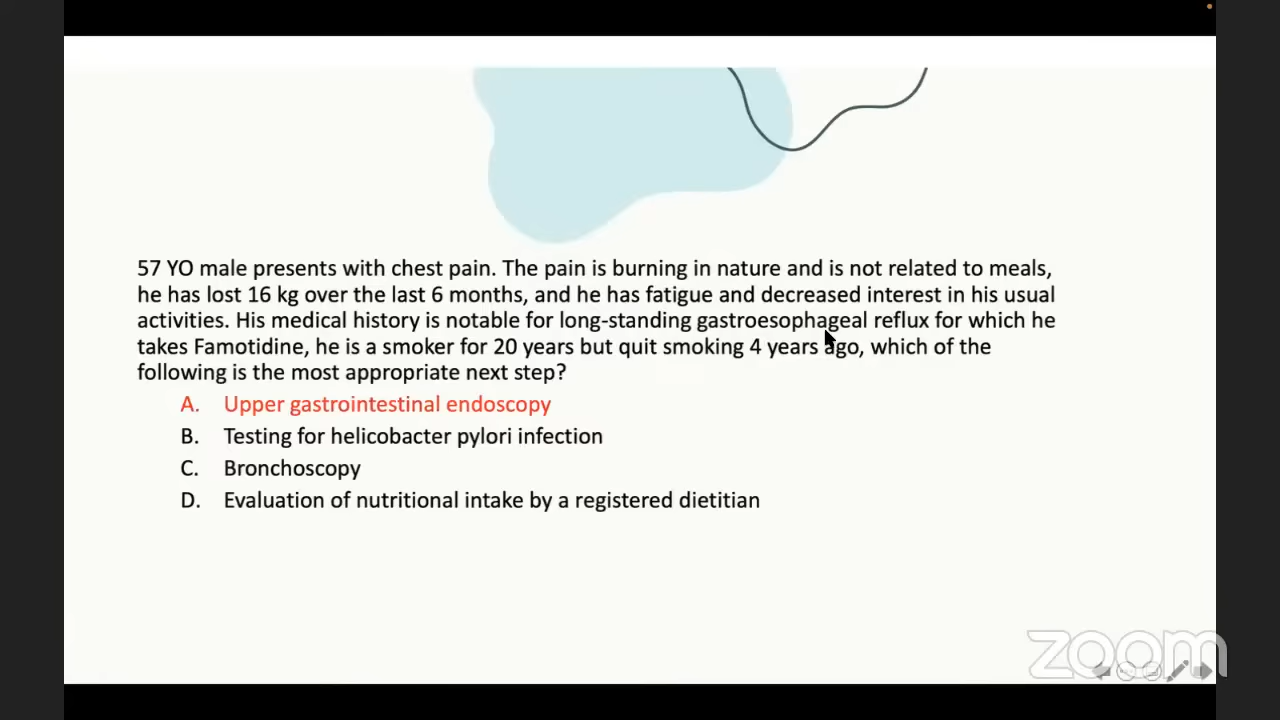 57 YO male presents with chest pain. The pain is burning in nature and is not related to meals,
he has lost 16 kg over the last 6 months, and he has fatigue and decreased interest in his usual
activities. His medical history is notable for long-standing gastroesophageal reflux for which he
takes Famotidine, he is a smoker for 20 years but quit smoking 4 years ago, which of the
following is the most appropriate next step?
A. Upper gastrointestinal endoscopy
B. Testing for helicobacter pylori infection
C. Bronchoscopy
D. Evaluation of nutritional intake by a registered dietitian
zoom